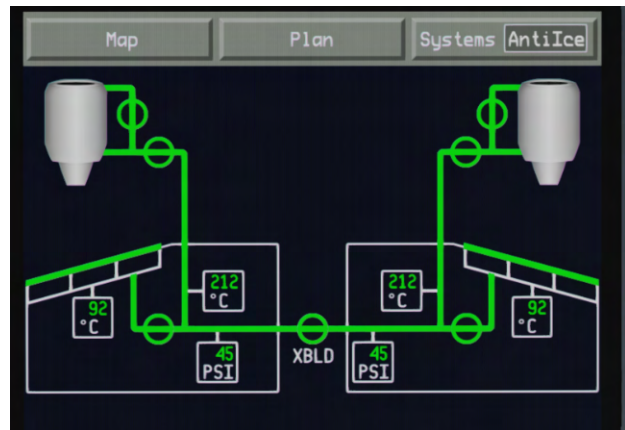 Map
Plan
Systems AntiIce
212
°C
212
°C
92
°C
92
°C
45
PSI
XBLD
45
PSI